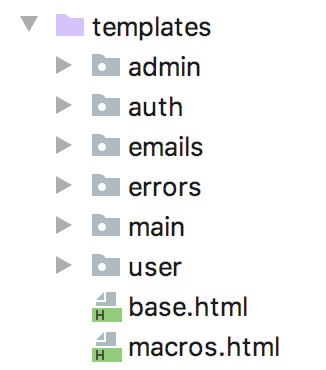 templates
admin
auth
emails
errors
main
user
H base.html
H macros.html